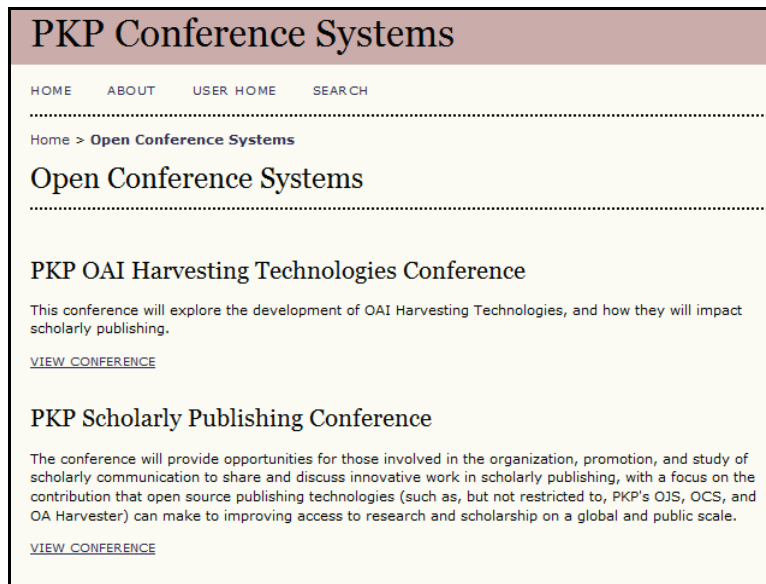 PKP Conference Systems
HOME ABOUT USER HOME SEARCH
Home > Open Conference Systems
Open Conference Systems
PKP OAI Harvesting Technologies Conference
This conference will explore the development of OAI Harvesting Technologies, and how they will impact
scholarly publishing.
VIEW CONFERENCE
PKP Scholarly Publishing Conference
The conference will provide opportunities for those involved in the organization, promotion, and study of
scholarly communication to share and discuss innovative work in scholarly publishing, with a focus on the
contribution that open source publishing technologies (such as, but not restricted to, PKP's OJS, OCS, and
OA Harvester) can make to improving access to research and scholarship on a global and public scale.
VIEW CONFERENCE